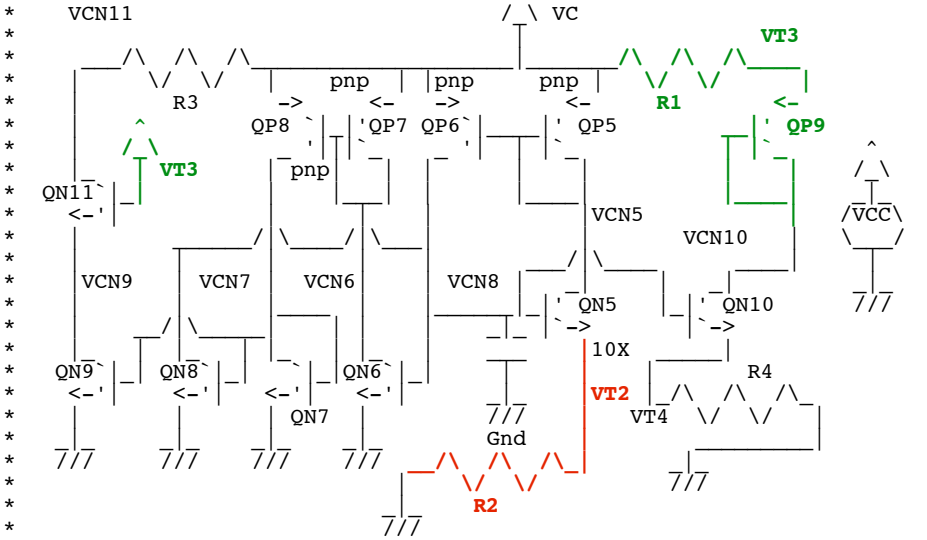 VCN11 VC
VT3
pnp pnp pnp
R3 -> <- -> <- R1 <-
QP8 QP7 QP6 QP5 QP9
VT3 pnp
QN11
<- VCN5 VCC
VCN10
VCN9 VCN7 VCN6 VCN8
QN5 QN10
->  ->
10X
QN9 QN8 QN6 R4
<- <- <- <- VT2
QN7 VT4
/// Gnd
/// /// /// ///
R2
///